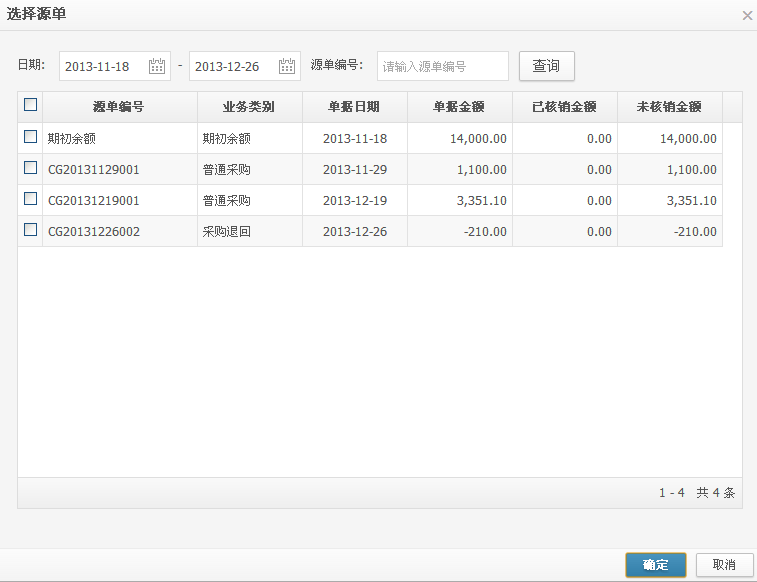 选择源单
日期: 2013-11-18 - 2013-12-26 源单编号: 请输入源单编号 查询
源单编号 业务类别 单据日期 单据金额 已核销金额 未核销金额
期初余额 期初余额 2013-11-18 14,000.00 0.00 14,000.00
CG20131129001 普通采购 2013-11-29 1,100.00 0.00 1,100.00
CG20131219001 普通采购 2013-12-19 3,351.10 0.00 3,351.10
CG20131226002 采购退回 2013-12-26 -210.00 0.00 -210.00
1 - 4 共 4 条
确定 取消